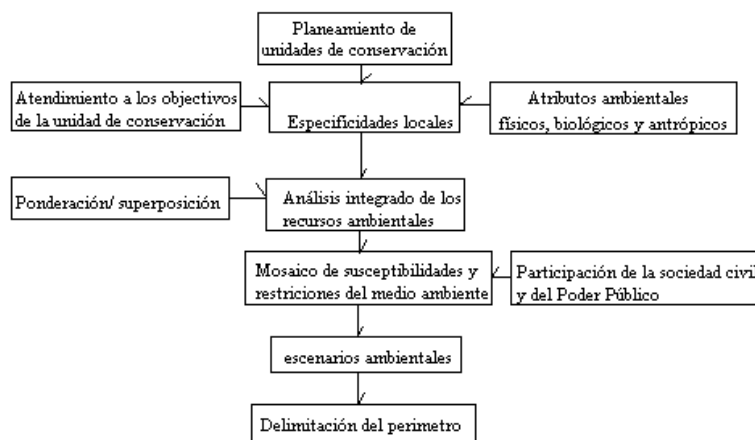 Planeamiento de
unidades de conservación
Atendimiento a los objectivos
de la unidad de conservación
Especificidades locales
Atributos ambientales
físicos, biológicos y antrópicos
Ponderación/ superposición
Análisis integrado de los
recursos ambientales
Mosaico de susceptibilidades y
restriciones del medio ambiente
Participación de la sociedad civil
y del Poder Público
escenarios ambientales
Delimitación del perimetro